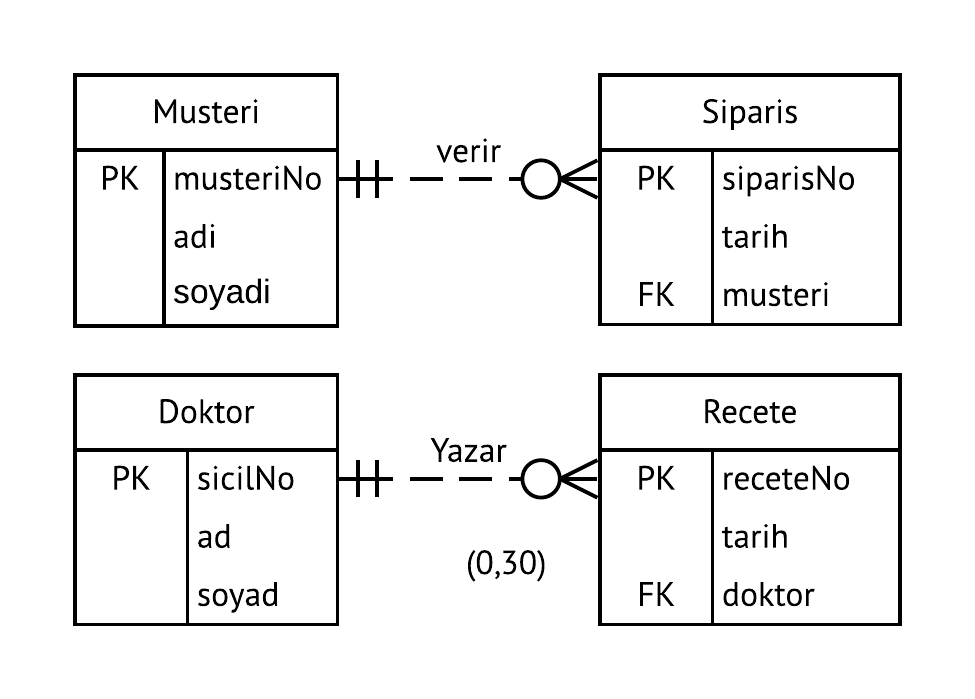 Musteri
PK musteriNo
adi
soyadi
verir
Siparis
PK siparisNo
tarih
FK musteri
Doktor
PK sicilNo
ad
soyad
Yazar
(0,30)
Recete
PK receteNo
tarih
FK doktor